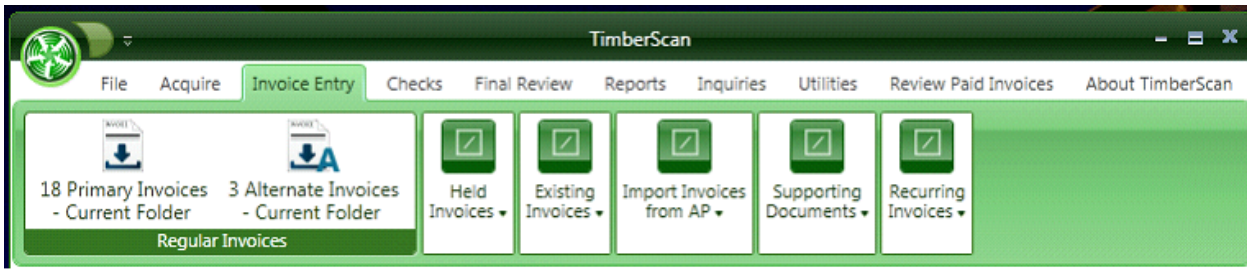 TimberScan
File Acquire Invoice Entry Checks Final Review Reports Inquiries Utilities Review Paid Invoices About TimberScan
INVOICE INVOICE
18 Primary Invoices 3 Alternate Invoices Held Existing Import Invoices Supporting Recurring
- Current Folder - Current Folder Invoices Invoices from AP Documents Invoices
Regular Invoices